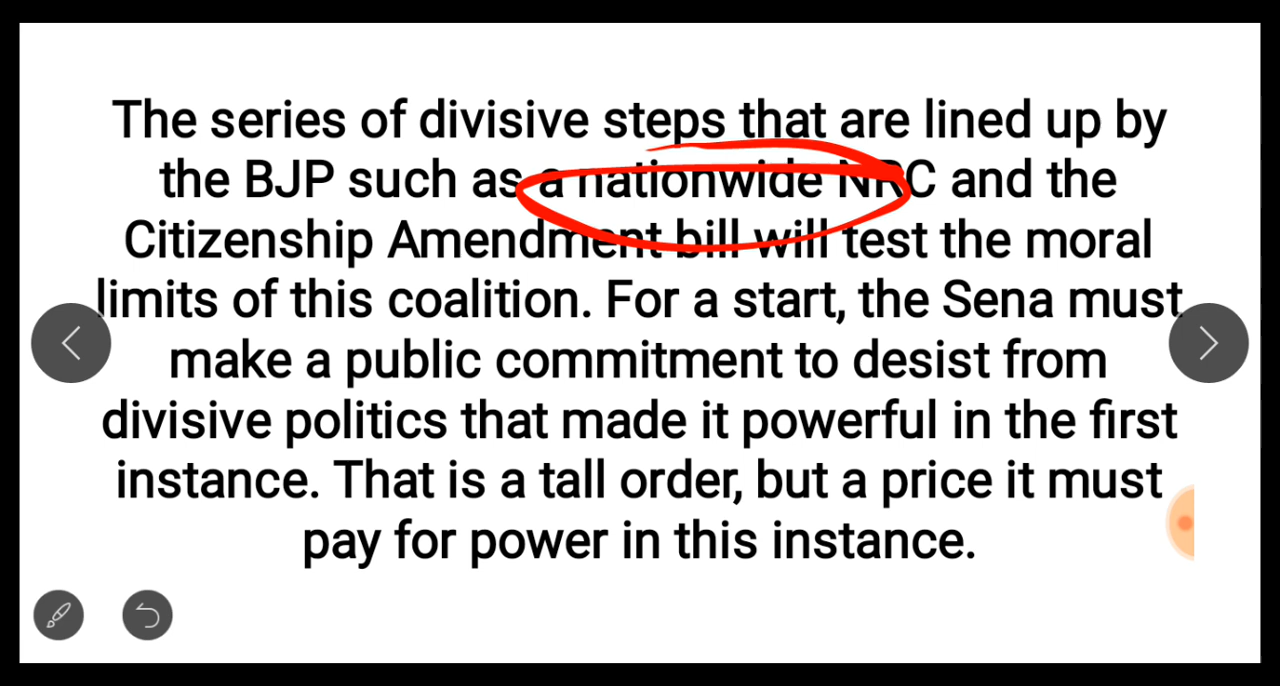 The series of divisive steps that are lined up by
the BJP such as a nationwide NRC and the
Citizenship Amendment bill will test the moral
limits of this coalition. For a start, the Sena must
make a public commitment to desist from
divisive politics that made it powerful in the first
instance. That is a tall order, but a price it must
pay for power in this instance.